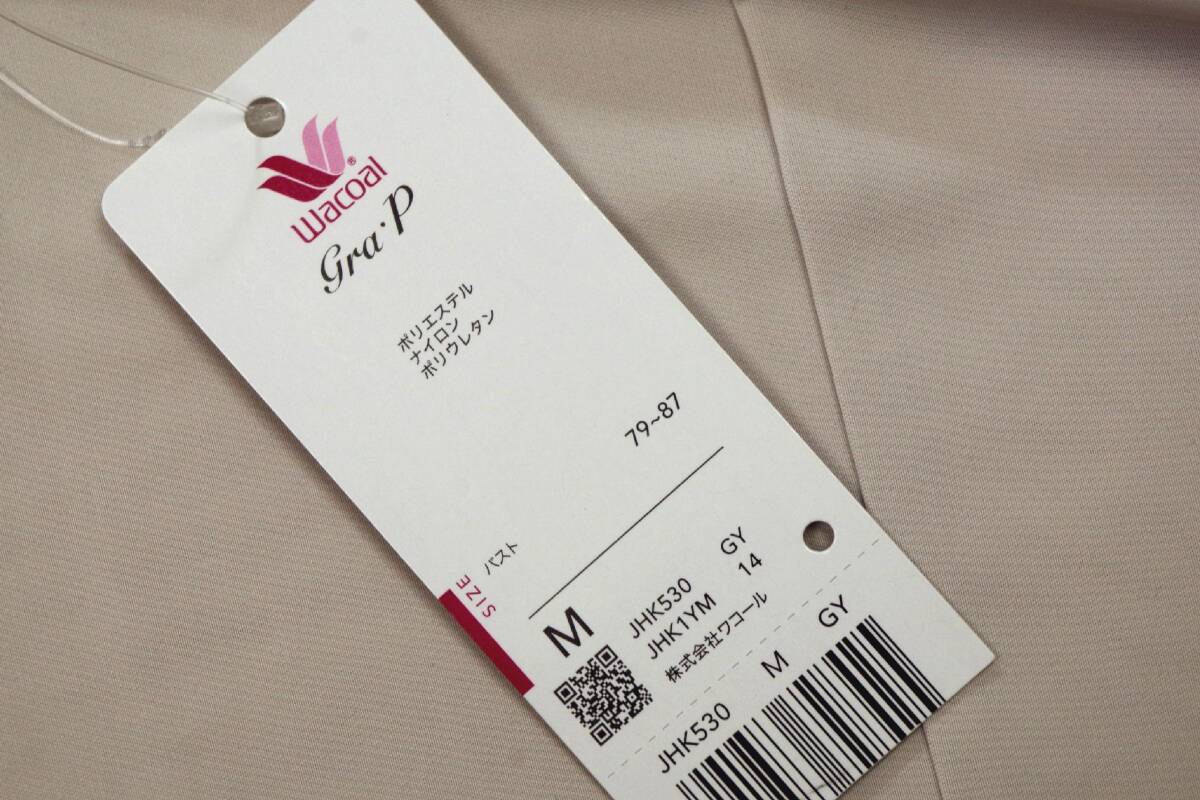 Wacoal®
Gra·P
ポリエステル
ナイロン
ポリウレタン
79~87
バスト
SIZE
M
JHK530 GY
JHK1YM 14
株式会社ワコール
JHK530 M GY